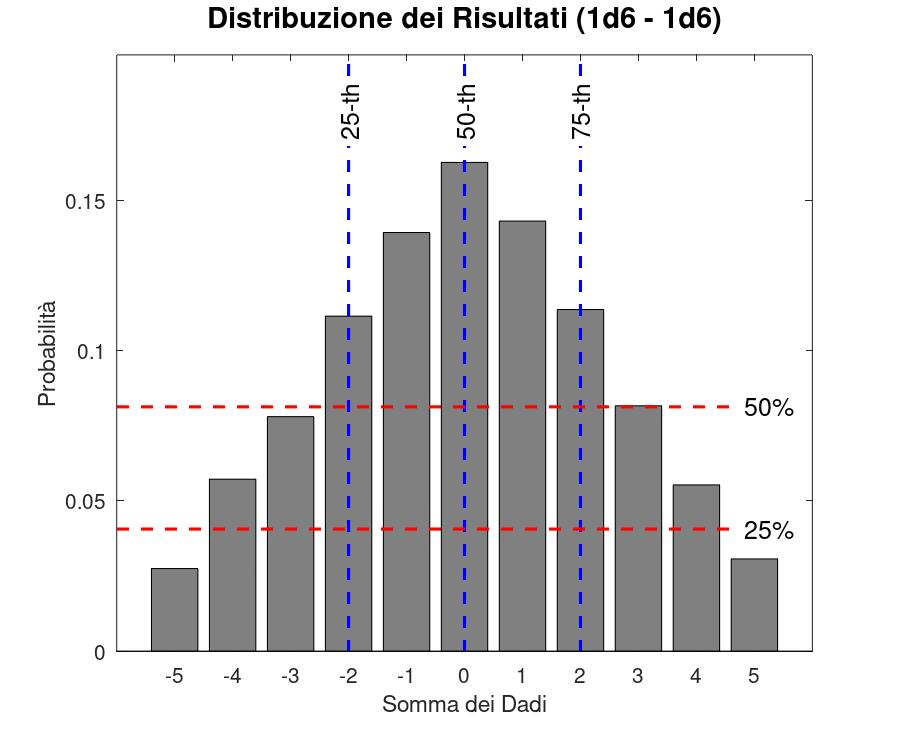 Distribuzione dei Risultati (1d6 - 1d6)
25-th
50-th
75-th
0.15
0.1
0.05
0
Probabilità
50%
25%
-5 -4 -3 -2 -1 0 1 2 3 4 5
Somma dei Dadi